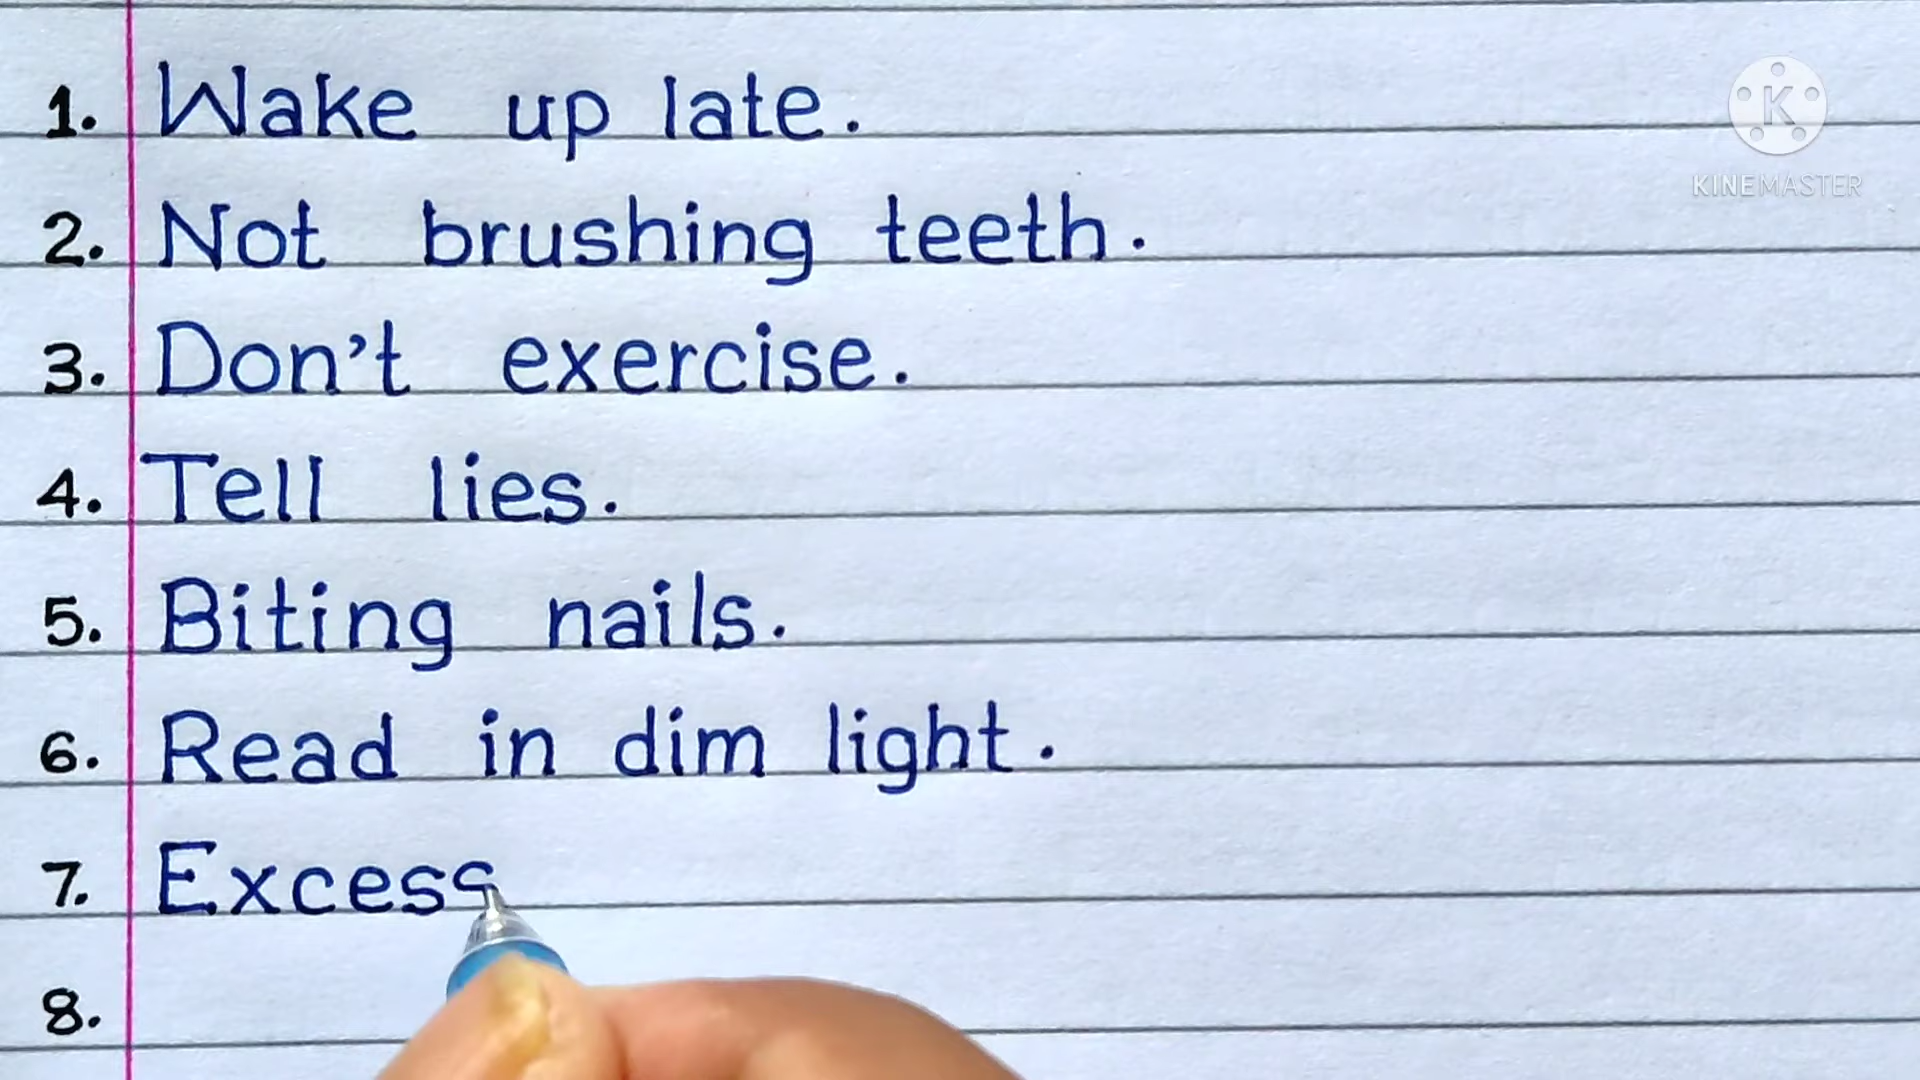 1. Wake up late.
2. Not brushing teeth.
3. Don't exercise.
4. Tell lies.
5. Biting nails.
6. Read in dim light.
7. Excess
8.
KINEMASTER